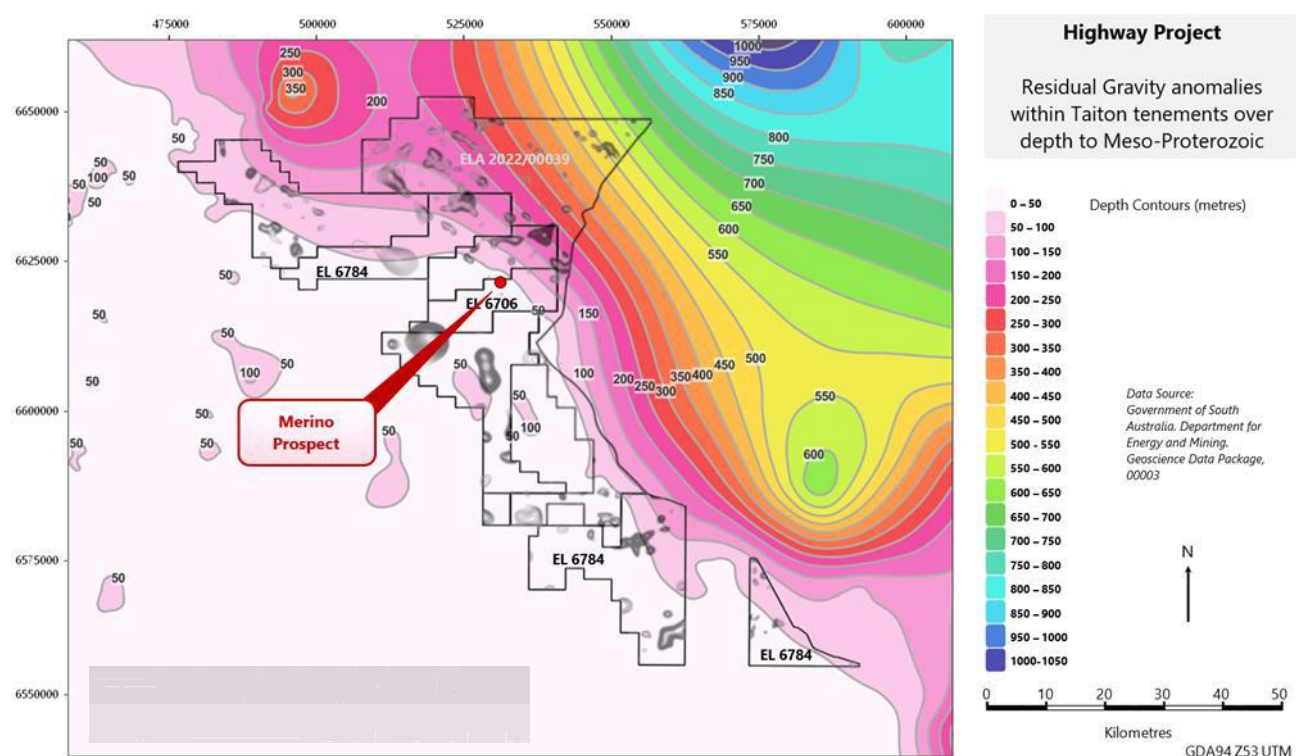 475000 500000 525000 550000 575000 600000
6650000
6625000
6600000
6575000
6550000
250
300
350
200
50
50
100
50
50
50
ELA 2022/00039
1000
950
900
850
800
750
700
650
600
550
EL 6784
50
50
EL 6706
50
150
50
50
100
50
50
100
200
250
300
350
400
450
500
550
600
50
50
100
50
Merino
Prospect
50
50
50
50
50
EL 6784
EL 6784
Highway Project
Residual Gravity anomalies
within Taiton tenements over
depth to Meso-Proterozoic
Depth Contours (metres)
0 – 50
50 – 100
100 – 150
150 – 200
200 – 250
250 – 300
300 – 350
350 – 400
400 – 450
450 – 500
500 – 550
550 – 600
600 – 650
650 – 700
700 – 750
750 – 800
800 – 850
850 – 900
950 – 1000
1000-1050
Data Source:
Government of South
Australia. Department for
Energy and Mining.
Geoscience Data Package,
00003
N
0 10 20 30 40 50
Kilometres
GDA94 Z53 UTM